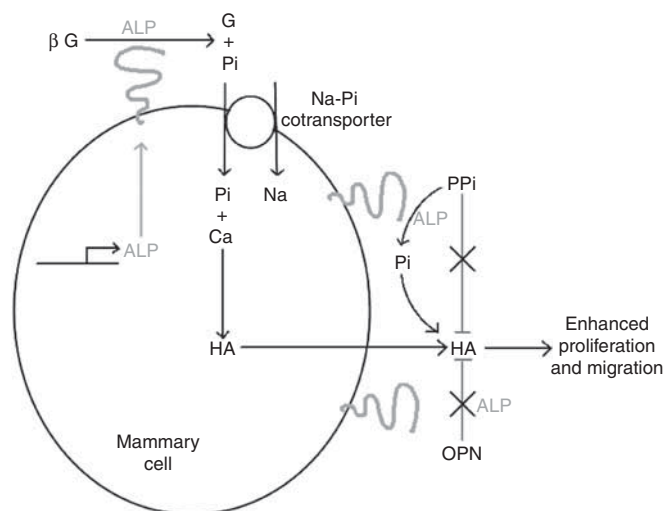 ALP
β G
G
+
Pi
Na-Pi
cotransporter
Pi
+
Ca
Na
ALP
HA
PPi
ALP
Pi
HA
Enhanced
proliferation
and migration
ALP
OPN
Mammary
cell